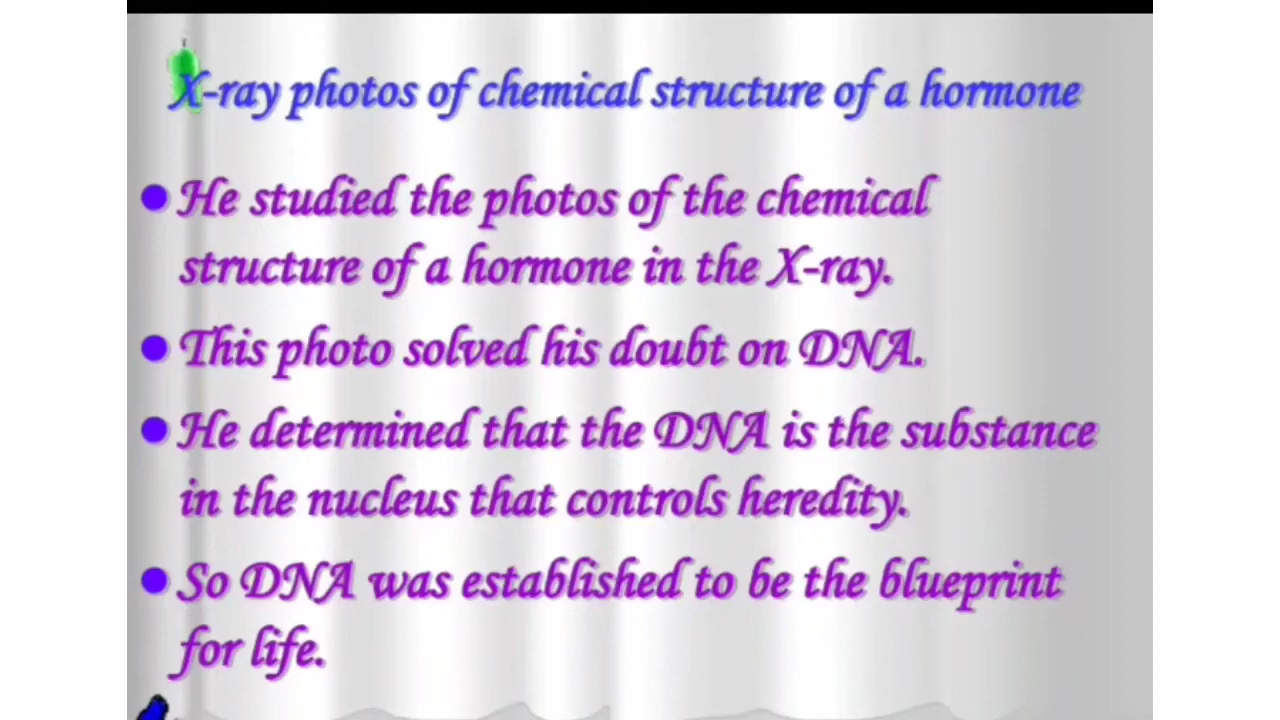 X-ray photos of chemical structure of a hormone
He studied the photos of the chemical
structure of a hormone in the X-ray.
This photo solved his doubt on DNA.
He determined that the DNA is the substance
in the nucleus that controls heredity.
So DNA was established to be the blueprint
for life.